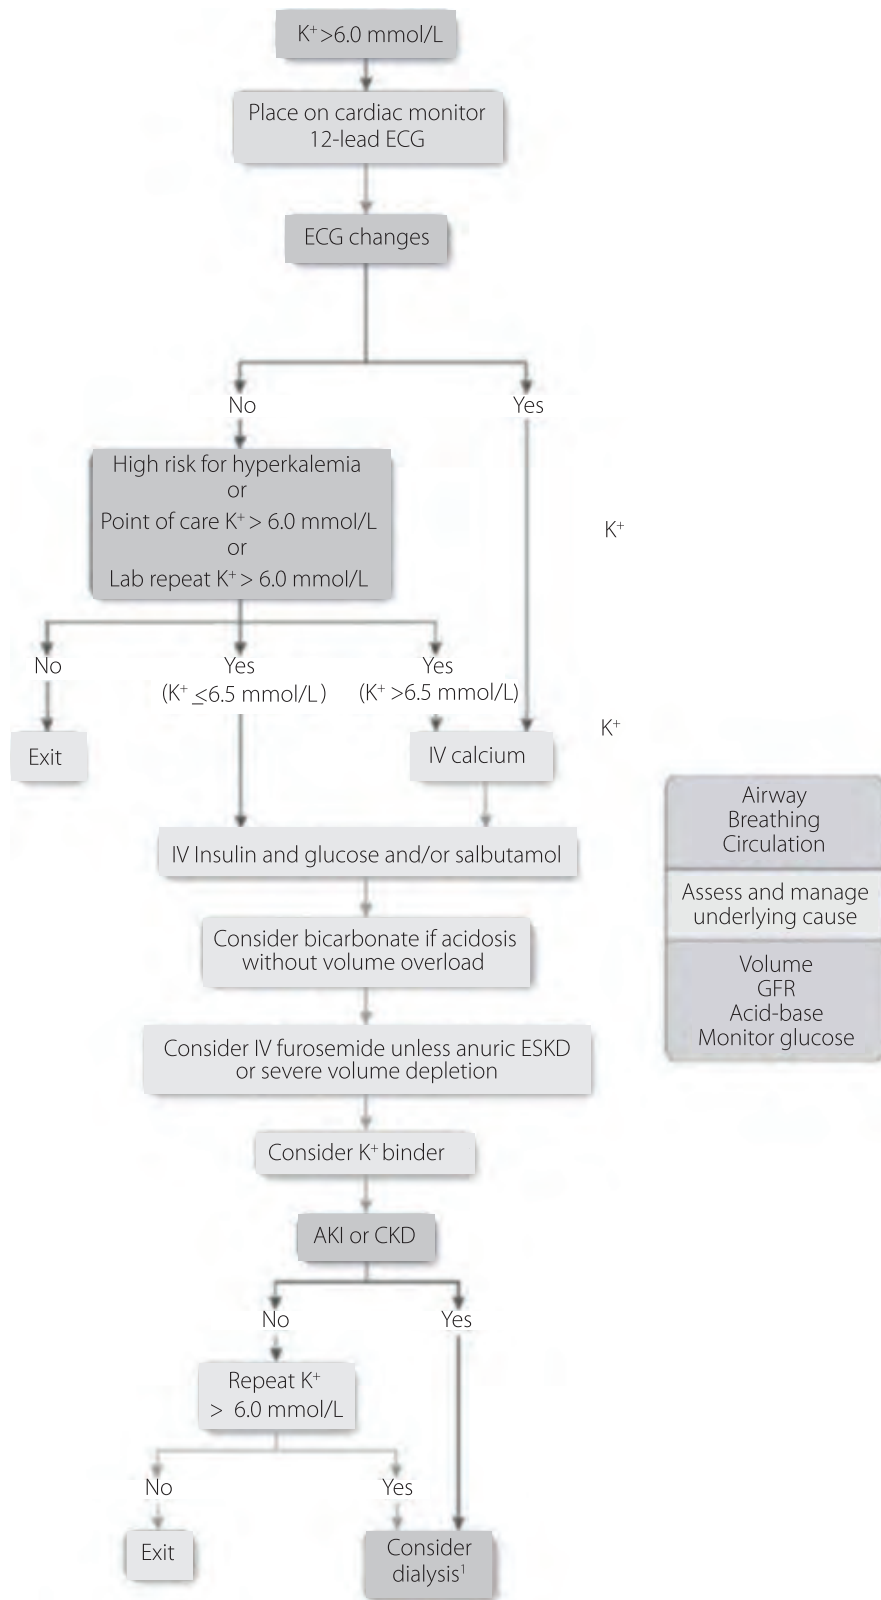 K⁺ >6.0 mmol/L
Place on cardiac monitor
12-lead ECG
ECG changes
No
Yes
High risk for hyperkalemia
or
Point of care K⁺ > 6.0 mmol/L
or
Lab repeat K⁺ > 6.0 mmol/L
K⁺
No
Yes
(K⁺ ≤6.5 mmol/L)
Yes
(K⁺ >6.5 mmol/L)
K⁺
Exit
IV calcium
Airway
Breathing
Circulation
Assess and manage
underlying cause
Volume
GFR
Acid-base
Monitor glucose
IV Insulin and glucose and/or salbutamol
Consider bicarbonate if acidosis
without volume overload
Consider IV furosemide unless anuric ESKD
or severe volume depletion
Consider K⁺ binder
AKI or CKD
No
Yes
Repeat K⁺
> 6.0 mmol/L
No
Yes
Exit
Consider
dialysis¹